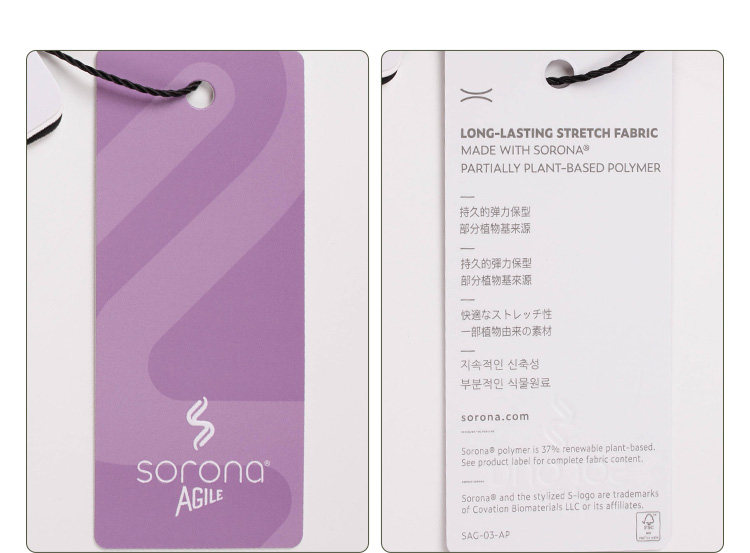 sorona®
AGILE
LONG-LASTING STRETCH FABRIC
MADE WITH SORONA®
PARTIALLY PLANT-BASED POLYMER
持久的弹力保型
部分植物基来源
持久的彈力保型
部分植物基來源
快適なストレッチ性
一部植物由来の素材
지속적인 신축성
부분적인 식물원료
sorona.com
Sorona® polymer is 37% renewable plant-based.
See product label for complete fabric content.
Sorona® and the stylized S-logo are trademarks
of Covation Biomaterials LLC or its affiliates.
SAG-03-AP
FSC